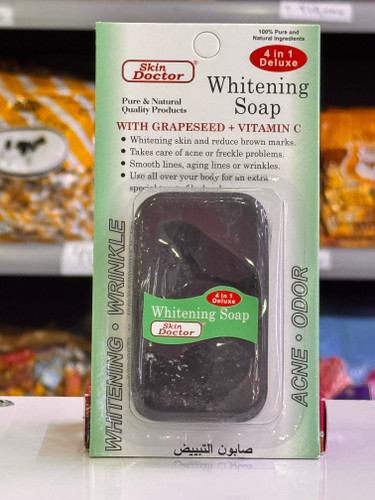 100% Pure and
Natural Ingredients
4 in 1
Deluxe
Skin
Doctor®
Pure & Natural
Quality Products
Whitening
Soap
WITH GRAPESEED + VITAMIN C
• Whitening skin and reduce brown marks.
• Takes care of acne or freckle problems.
• Smooth lines, aging lines or wrinkles.
• Use all over your body for an extra
WHITENING • WRINKLE
ACNE • ODOR
4 in 1
Deluxe
Whitening Soap
Skin
Doctor®
صابون التبييض